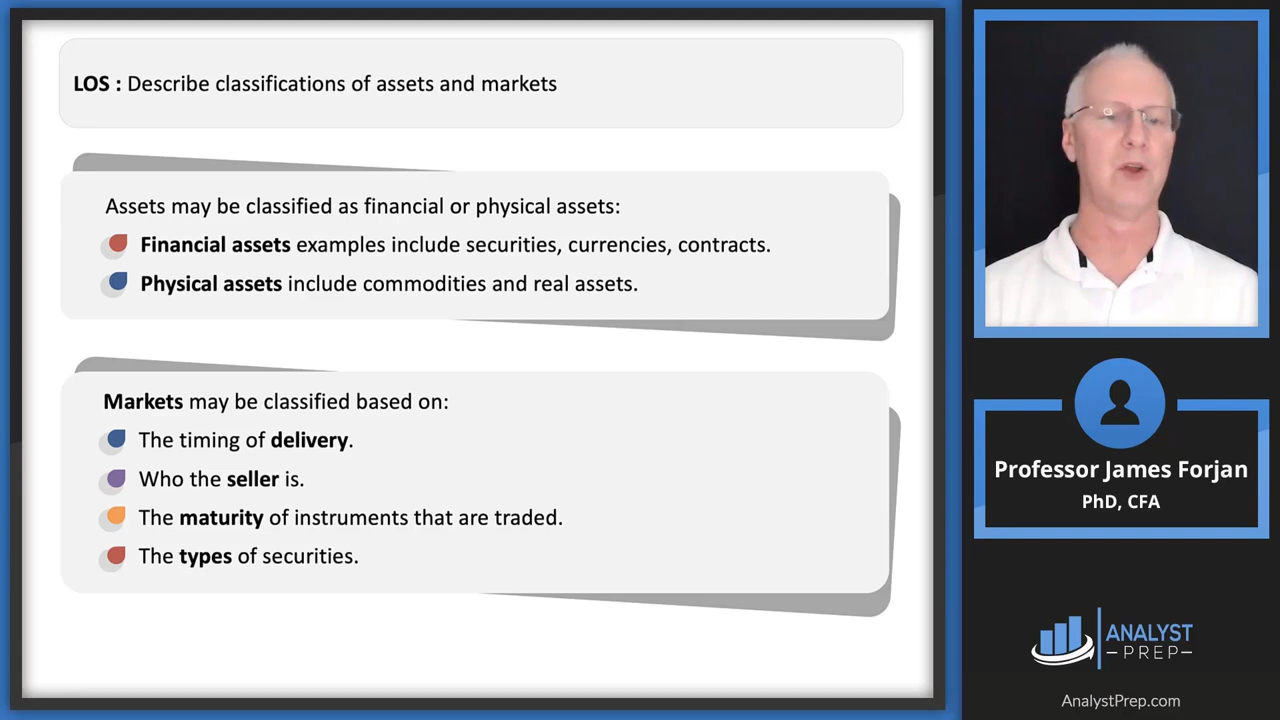 LOS : Describe classifications of assets and markets
Assets may be classified as financial or physical assets:
Financial assets examples include securities, currencies, contracts.
Physical assets include commodities and real assets.
Markets may be classified based on:
The timing of delivery.
Who the seller is.
The maturity of instruments that are traded.
The types of securities.
Professor James Forjan
PhD, CFA
ANALYST
PREP
AnalystPrep.com